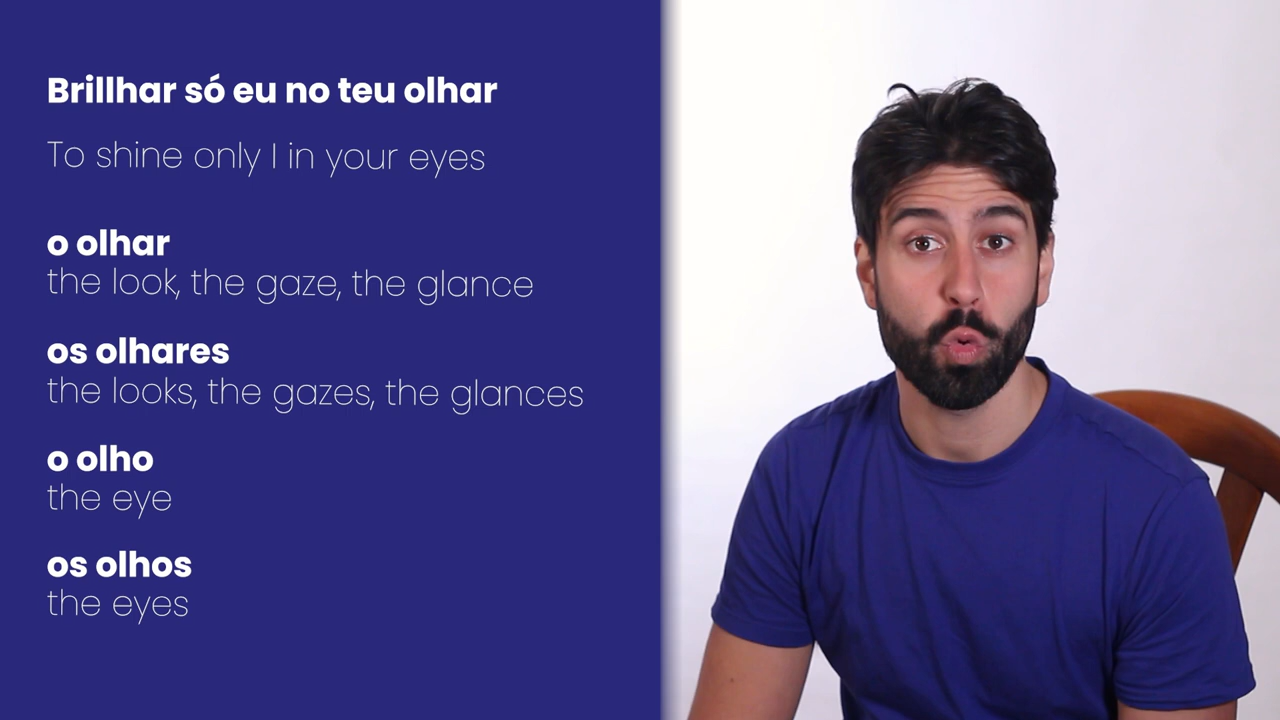 Brillhar só eu no teu olhar
To shine only I in your eyes
o olhar
the look, the gaze, the glance
os olhares
the looks, the gazes, the glances
o olho
the eye
os olhos
the eyes